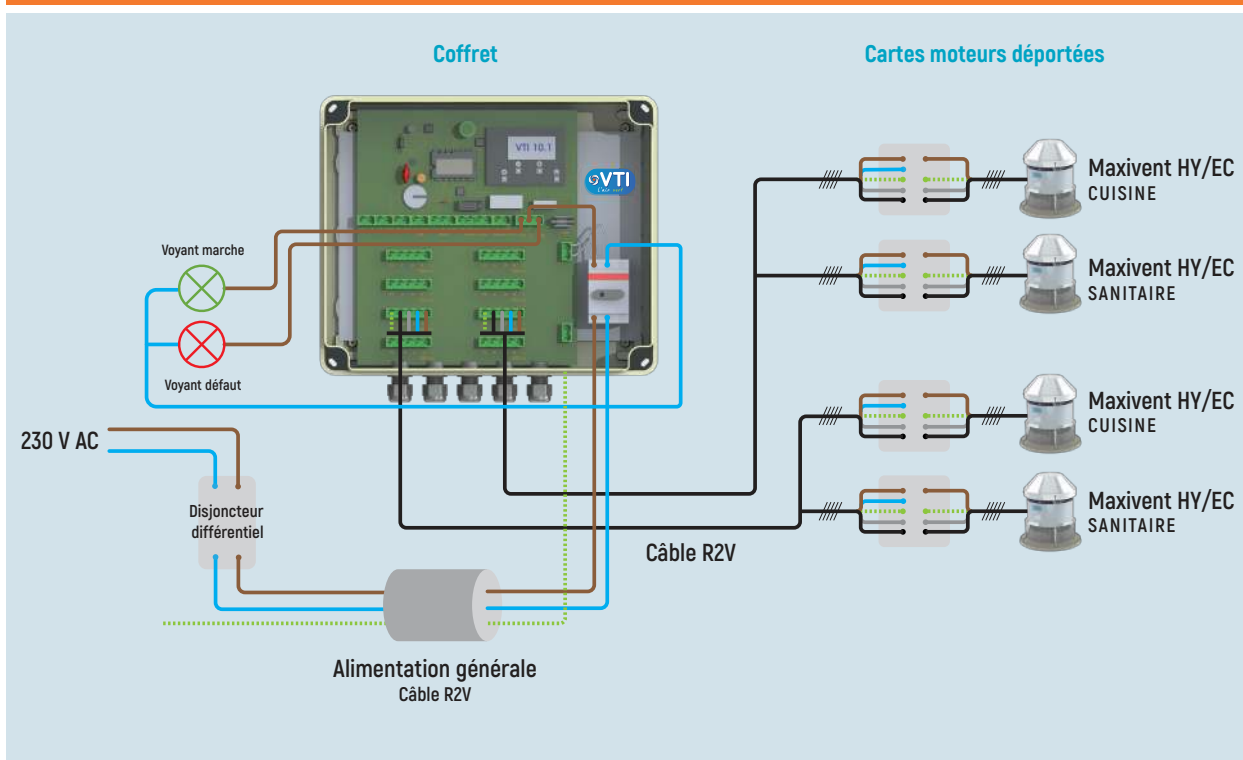 Coffret
Cartes moteurs déportées
VTI 10.1
VTI
Voyant marche
Voyant défaut
230 V AC
Disjoncteur
différentiel
Alimentation générale
Câble R2V
Câble R2V
Maxivent HY/EC
CUISINE
Maxivent HY/EC
SANITAIRE
Maxivent HY/EC
CUISINE
Maxivent HY/EC
SANITAIRE